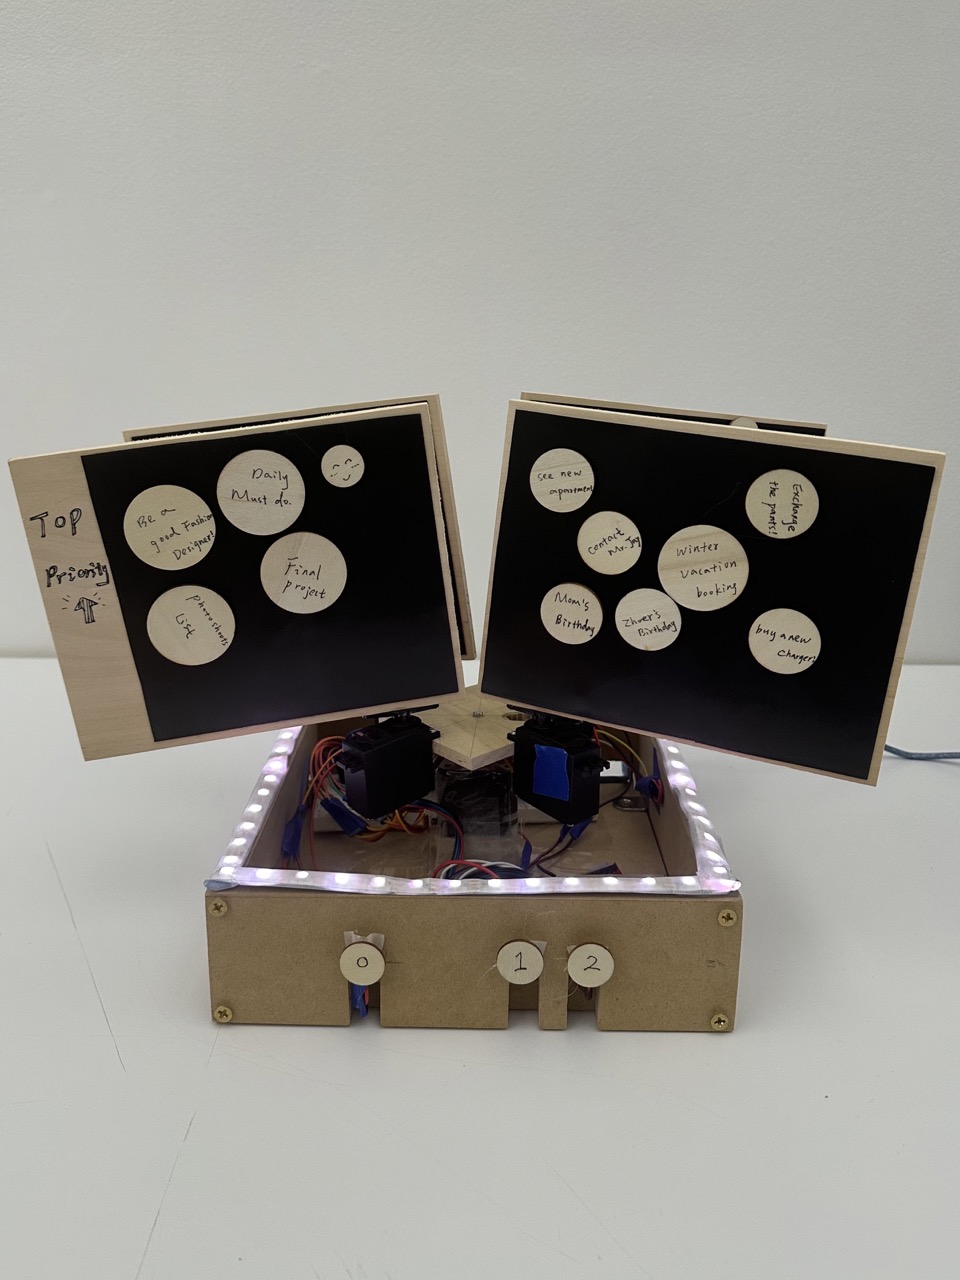 TOP
Priority
Be a
good Fashion
Designer!
Daily
Must do.
Final
project
photoshoots
List
see new
apartment
contact
Mr. Jay
winter
vacation
booking
Exchange
the pants!
Mom's
Birthday
Zhuer's
Birthday
buy a new
charger!
0
1
2